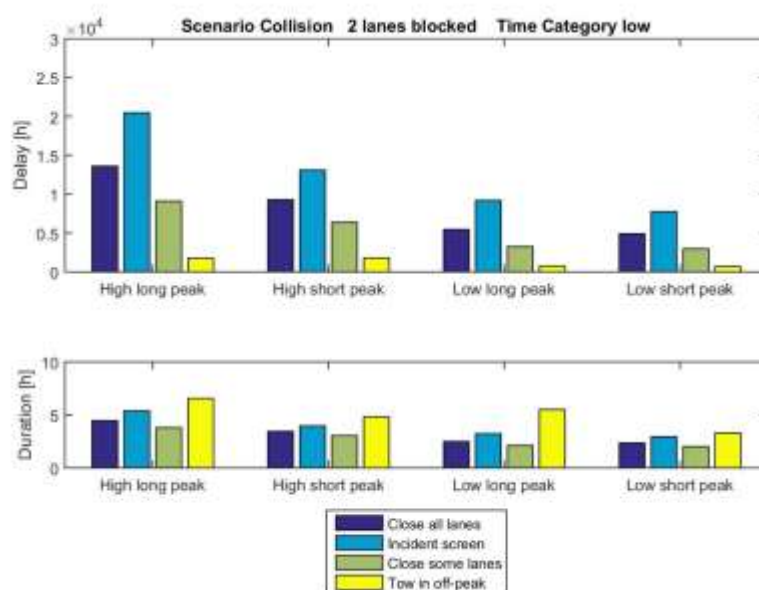 ×10⁴ Scenario Collision 2 lanes blocked Time Category low
3
2.5
2
1.5
1
0.5
0
Delay [h]
High long peak High short peak Low long peak Low short peak
10
5
0
Duration [h]
High long peak High short peak Low long peak Low short peak
Close all lanes
Incident screen
Close some lanes
Tow in off-peak